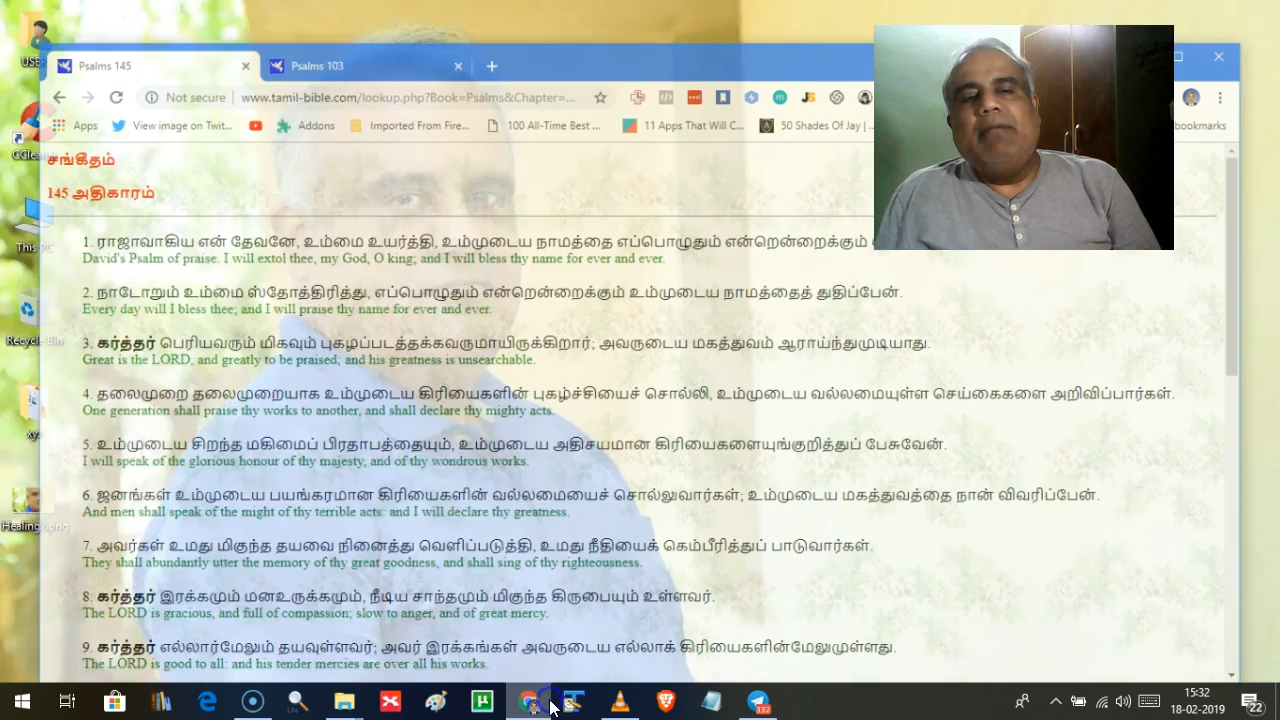 USER
Psalms 145
Psalms 103
Not secure | www.tamil-bible.com/lookup.php?Book=Psalms&Chapter=...
Apps
View image on Twit...
Addons
Imported From Fire...
100 All-Time Best ...
11 Apps That Will C...
50 Shades Of Jay |
bookmarks
சங்கீதம்
CCleaner
145 அதிகாரம்
1. ராஜாவாகிய என் தேவனே, உம்மை உயர்த்தி, உம்முடைய நாமத்தை எப்பொழுதும் என்றென்றைக்கும்
David's Psalm of praise. I will extol thee, my God, O king; and I will bless thy name for ever and ever.
This PC
2. நாடோறும் உம்மை ஸ்தோத்திரித்து, எப்பொழுதும் என்றென்றைக்கும் உம்முடைய நாமத்தைத் துதிப்பேன்.
Every day will I bless thee; and I will praise thy name for ever and ever.
Recycle Bin
3. கர்த்தர் பெரியவரும் மிகவும் புகழப்படத்தக்கவருமாயிருக்கிறார்; அவருடைய மகத்துவம் ஆராய்ந்துமுடியாது.
Great is the LORD, and greatly to be praised; and his greatness is unsearchable.
4. தலைமுறை தலைமுறையாக உம்முடைய கிரியைகளின் புகழ்ச்சியைச் சொல்லி, உம்முடைய வல்லமையுள்ள செய்கைகளை அறிவிப்பார்கள்.
One generation shall praise thy works to another, and shall declare thy mighty acts.
xyz
5. உம்முடைய சிறந்த மகிமைப் பிரதாபத்தையும், உம்முடைய அதிசயமான கிரியைகளையுங்குறித்துப் பேசுவேன்.
I will speak of the glorious honour of thy majesty, and of thy wondrous works.
6. ஜனங்கள் உம்முடைய பயங்கரமான கிரியைகளின் வல்லமையைச் சொல்லுவார்கள்; உம்முடைய மகத்துவத்தை நான் விவரிப்பேன்.
And men shall speak of the might of thy terrible acts: and I will declare thy greatness.
7. அவர்கள் உமது மிகுந்த தயவை நினைத்து வெளிப்படுத்தி, உமது நீதியைக் கெம்பீரித்துப் பாடுவார்கள்.
They shall abundantly utter the memory of thy great goodness, and shall sing of thy righteousness.
8. கர்த்தர் இரக்கமும் மனஉருக்கமும், நீடிய சாந்தமும் மிகுந்த கிருபையும் உள்ளவர்.
The LORD is gracious, and full of compassion; slow to anger, and of great mercy.
9. கர்த்தர் எல்லார்மேலும் தயவுள்ளவர்; அவர் இரக்கங்கள் அவருடைய எல்லாக் கிரியைகளின்மேலுமுள்ளது.
The LORD is good to all: and his tender mercies are over all his works.
332
15:32
18-02-2019
22